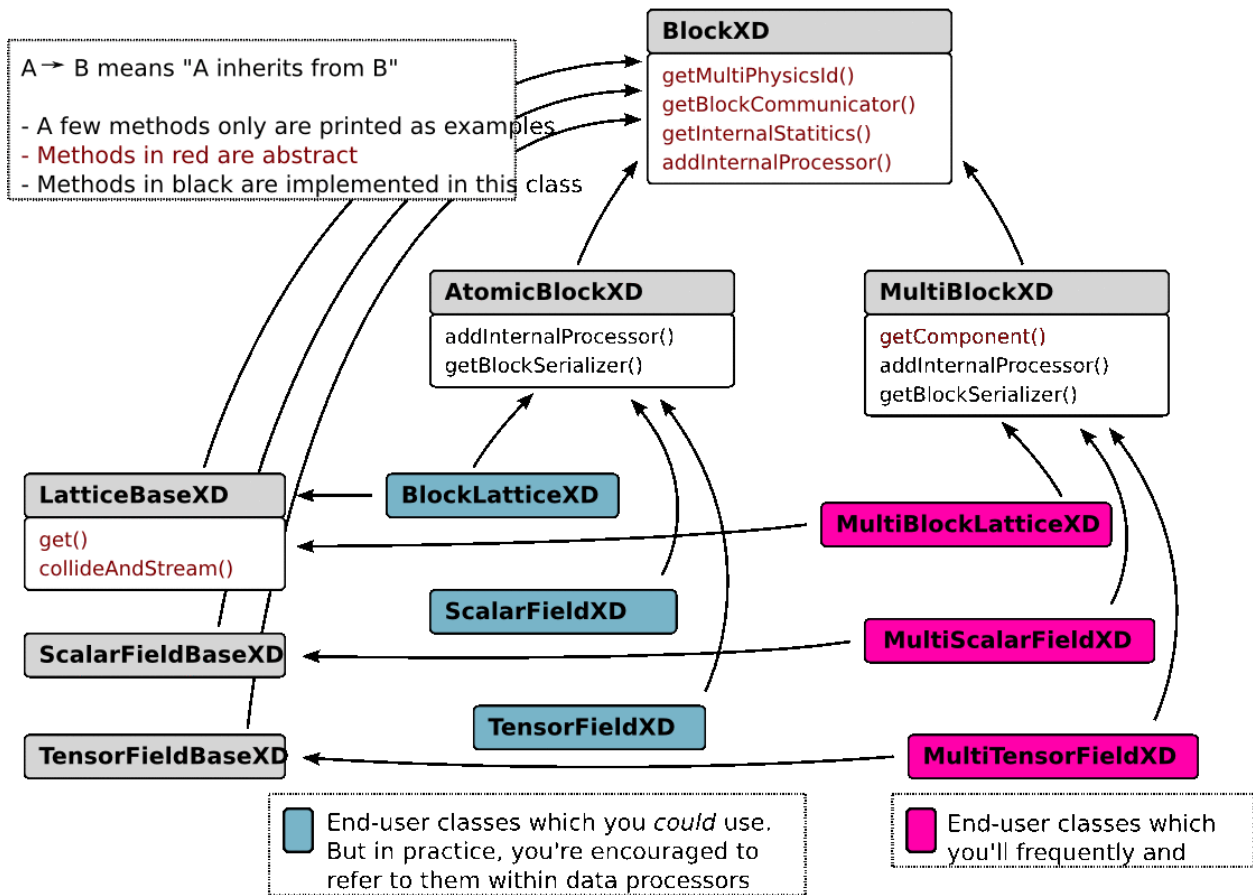 BlockXD
getMultiPhysicsId()
getBlockCommunicator()
getInternalStatitics()
addInternalProcessor()
A → B means "A inherits from B"
- A few methods only are printed as examples
- Methods in red are abstract
- Methods in black are implemented in this class
AtomicBlockXD
addInternalProcessor()
getBlockSerializer()
MultiBlockXD
getComponent()
addInternalProcessor()
getBlockSerializer()
LatticeBaseXD
get()
collideAndStream()
BlockLatticeXD
MultiBlockLatticeXD
ScalarFieldXD
ScalarFieldBaseXD
MultiScalarFieldXD
TensorFieldXD
TensorFieldBaseXD
MultiTensorFieldXD
End-user classes which you could use.
But in practice, you're encouraged to
refer to them within data processors
End-user classes which
you'll frequently and